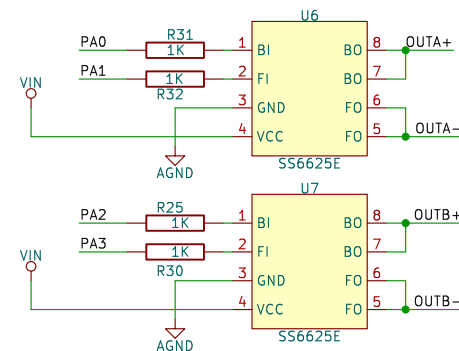 U6
PA0 R31 1K 1 BI BO 8 OUTA+
PA1 1K R32 2 FI BO 7
VIN 3 GND FO 6
4 VCC FO 5 OUTA-
AGND SS6625E
U7
PA2 R25 1K 1 BI BO 8 OUTB+
PA3 1K R30 2 FI BO 7
VIN 3 GND FO 6
4 VCC FO 5 OUTB-
AGND SS6625E